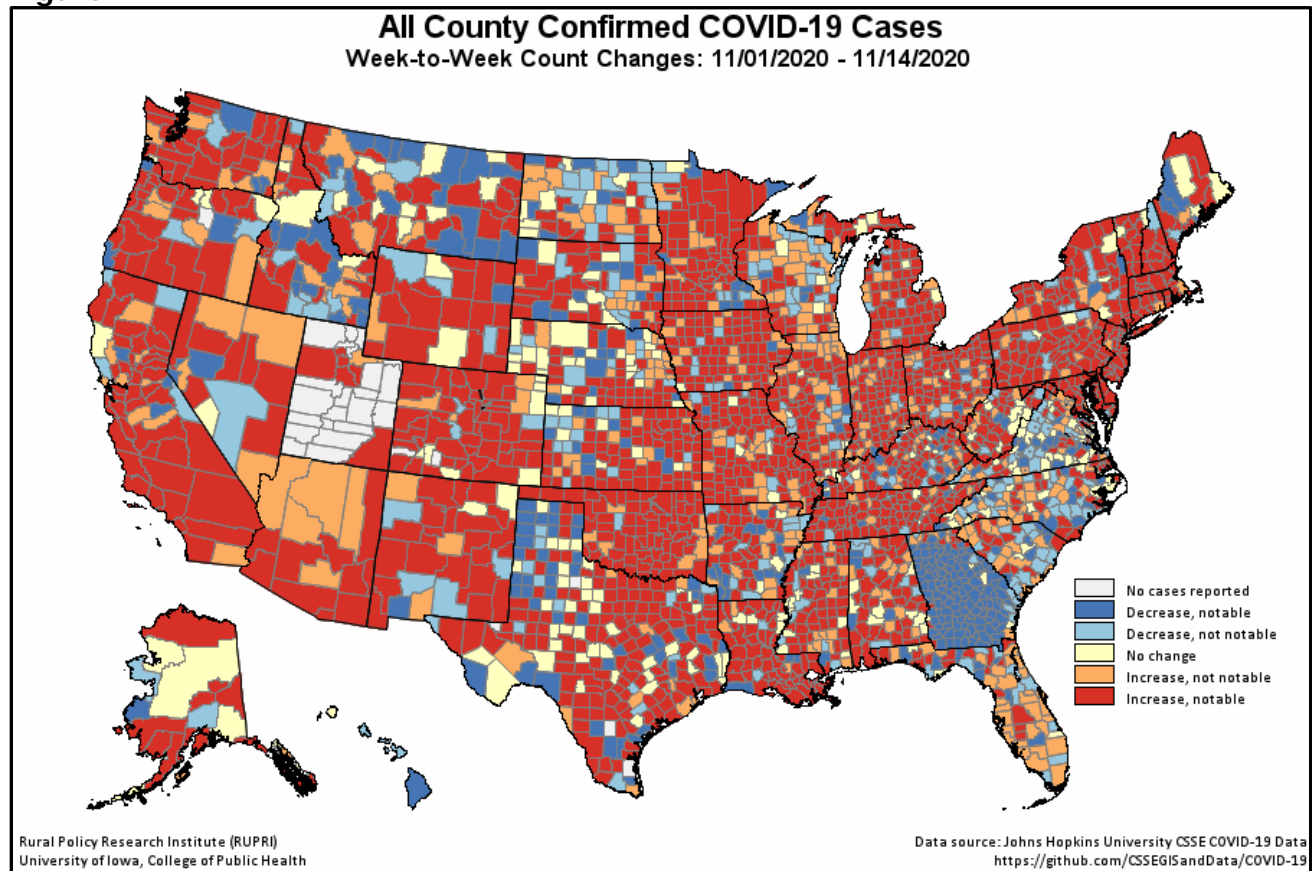 All County Confirmed COVID-19 Cases
Week-to-Week Count Changes: 11/01/2020 - 11/14/2020
No cases reported
Decrease, notable
Decrease, not notable
No change
Increase, not notable
Increase, notable
Rural Policy Research Institute (RUPRI)
University of Iowa, College of Public Health
Data source: Johns Hopkins University CSSE COVID-19 Data
https://github.com/CSSEGISandData/COVID-19